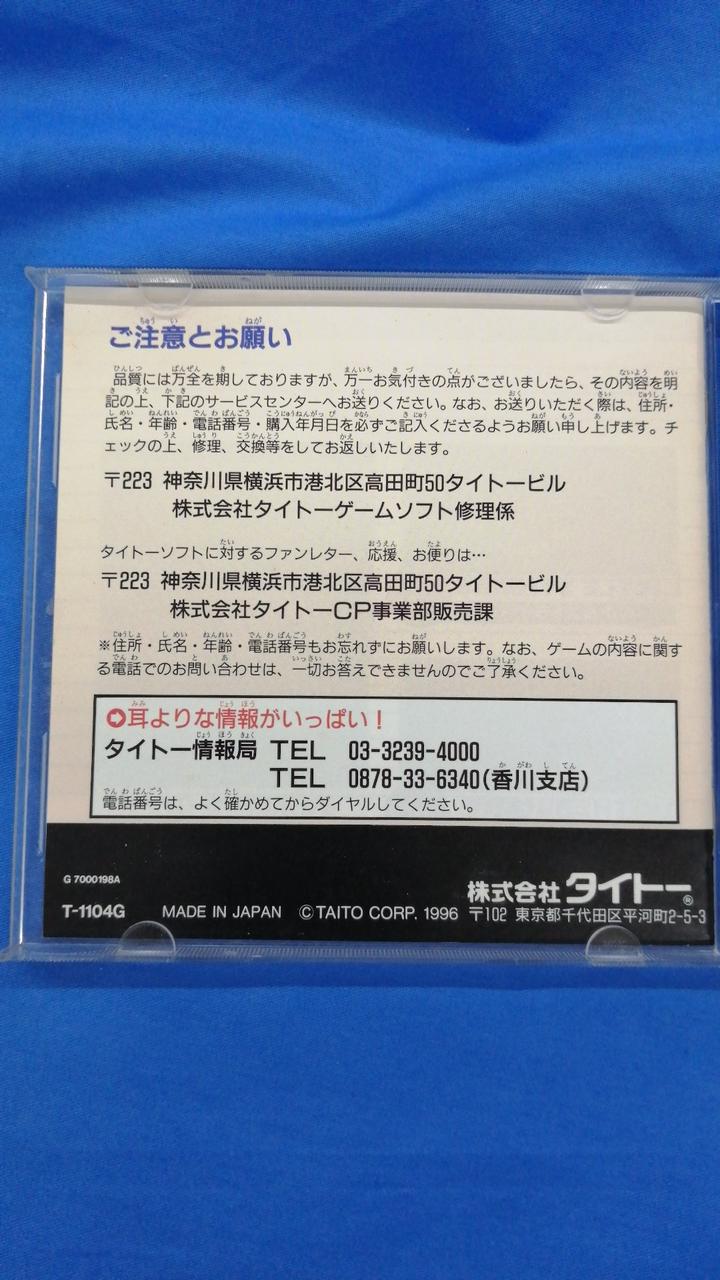 ご注意とお願い
品質には万全を期しておりますが、万一お気付きの点がございましたら、その内容を明
記の上、下記のサービスセンターへお送りください。なお、お送りいただく際は、住所・
氏名・年齢・電話番号・購入年月日を必ずご記入くださるようお願い申し上げます。チ
ェックの上、修理、交換等をしてお返しいたします。
〒223 神奈川県横浜市港北区高田町50タイトービル
株式会社タイトーゲームソフト修理係
タイトーソフトに対するファンレター、応援、お便りは…
〒223 神奈川県横浜市港北区高田町50タイトービル
株式会社タイトーCP事業部販売課
※住所・氏名・年齢・電話番号もお忘れずにお願いします。なお、ゲームの内容に関す
る電話でのお問い合わせは、一切お答えできませんのでご了承ください。
耳よりな情報がいっぱい！
タイトー情報局 TEL 03-3239-4000
TEL 0878-33-6340(香川支店)
電話番号は、よく確かめてからダイヤルしてください。
G 7000198A
株式会社 タイトー®
T-1104G MADE IN JAPAN ©TAITO CORP. 1996 〒102 東京都千代田区平河町2-5-3